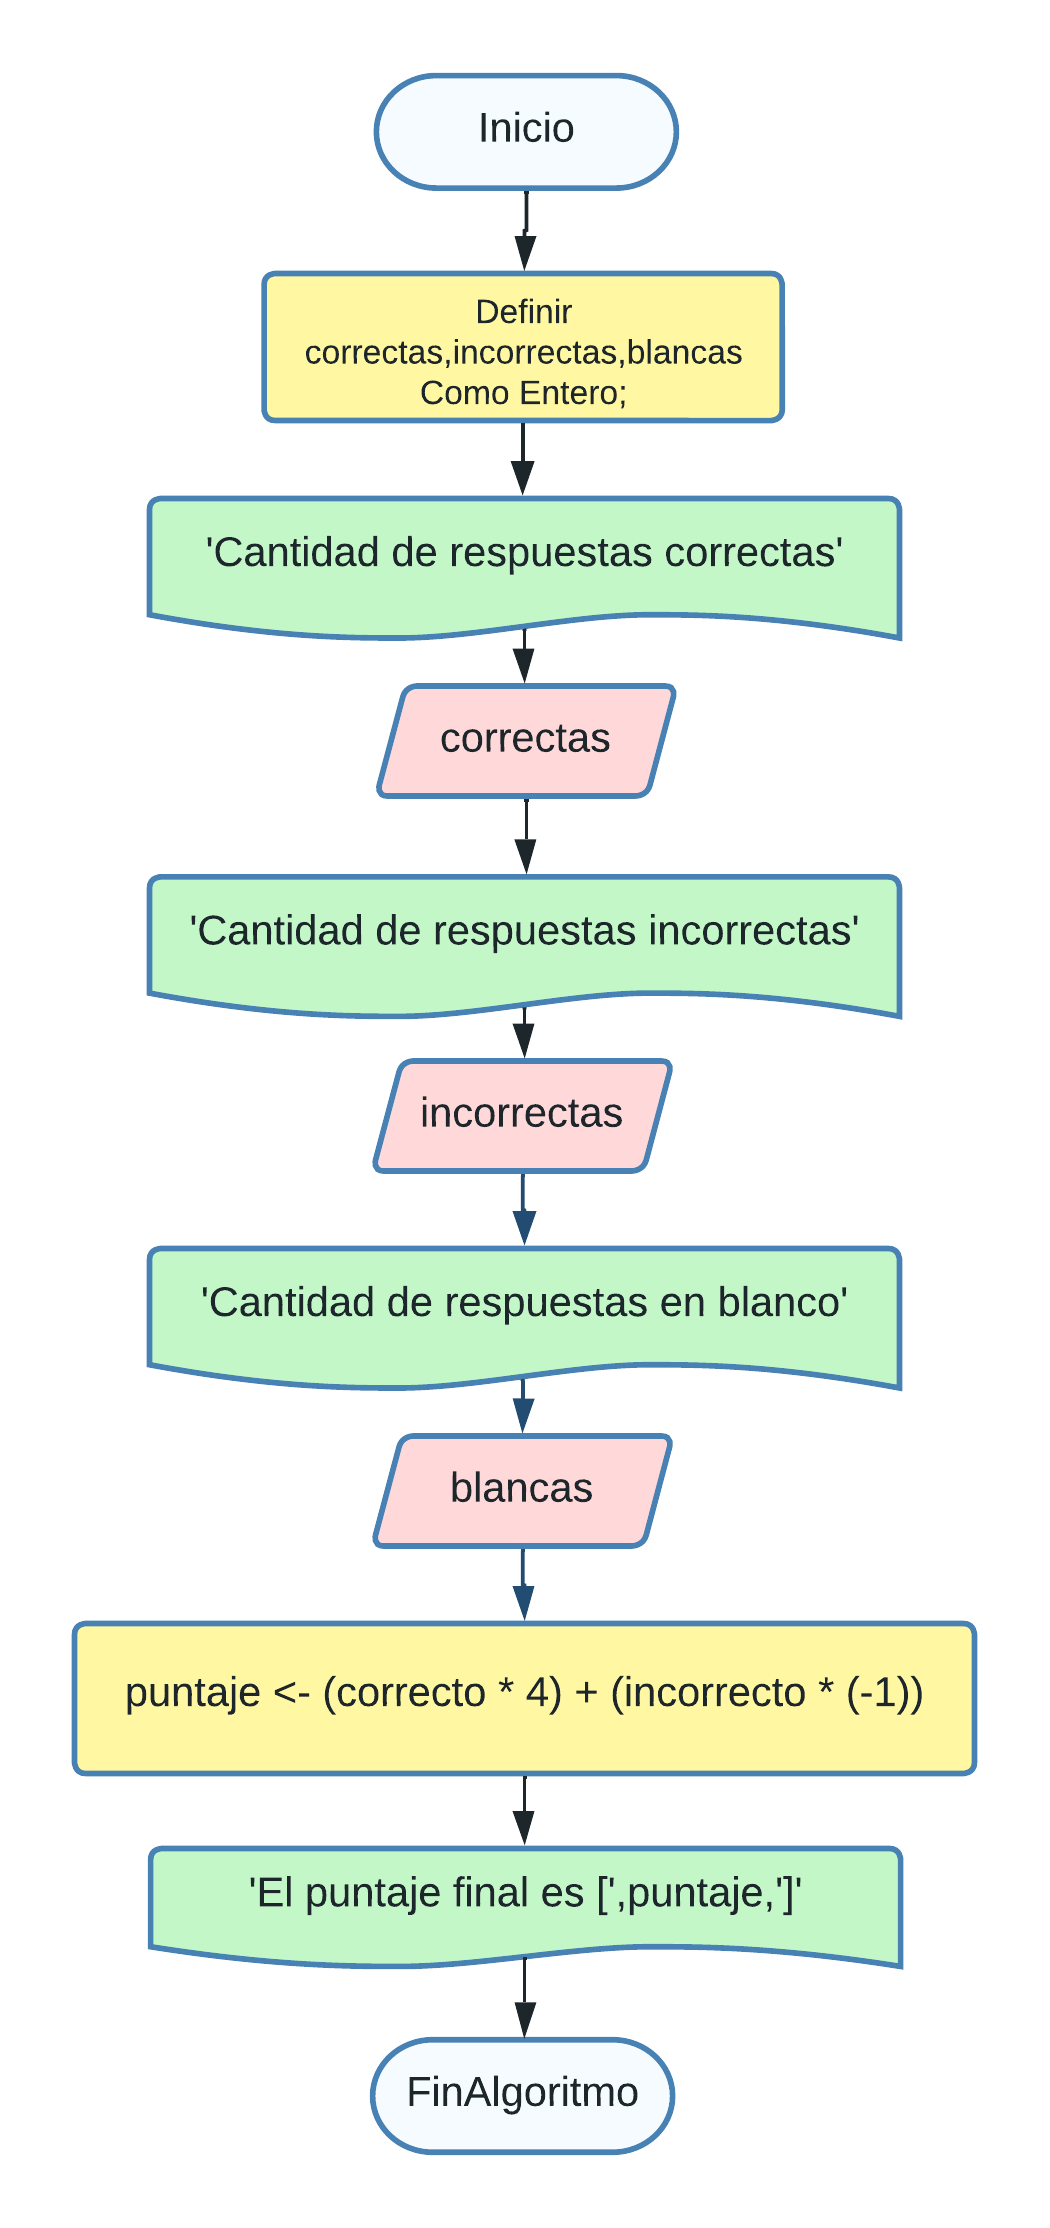 Inicio
Definir
correctas,incorrectas,blancas
Como Entero;
'Cantidad de respuestas correctas'
correctas
'Cantidad de respuestas incorrectas'
incorrectas
'Cantidad de respuestas en blanco'
blancas
puntaje <- (correcto * 4) + (incorrecto * (-1))
'El puntaje final es [',puntaje,']'
FinAlgoritmo